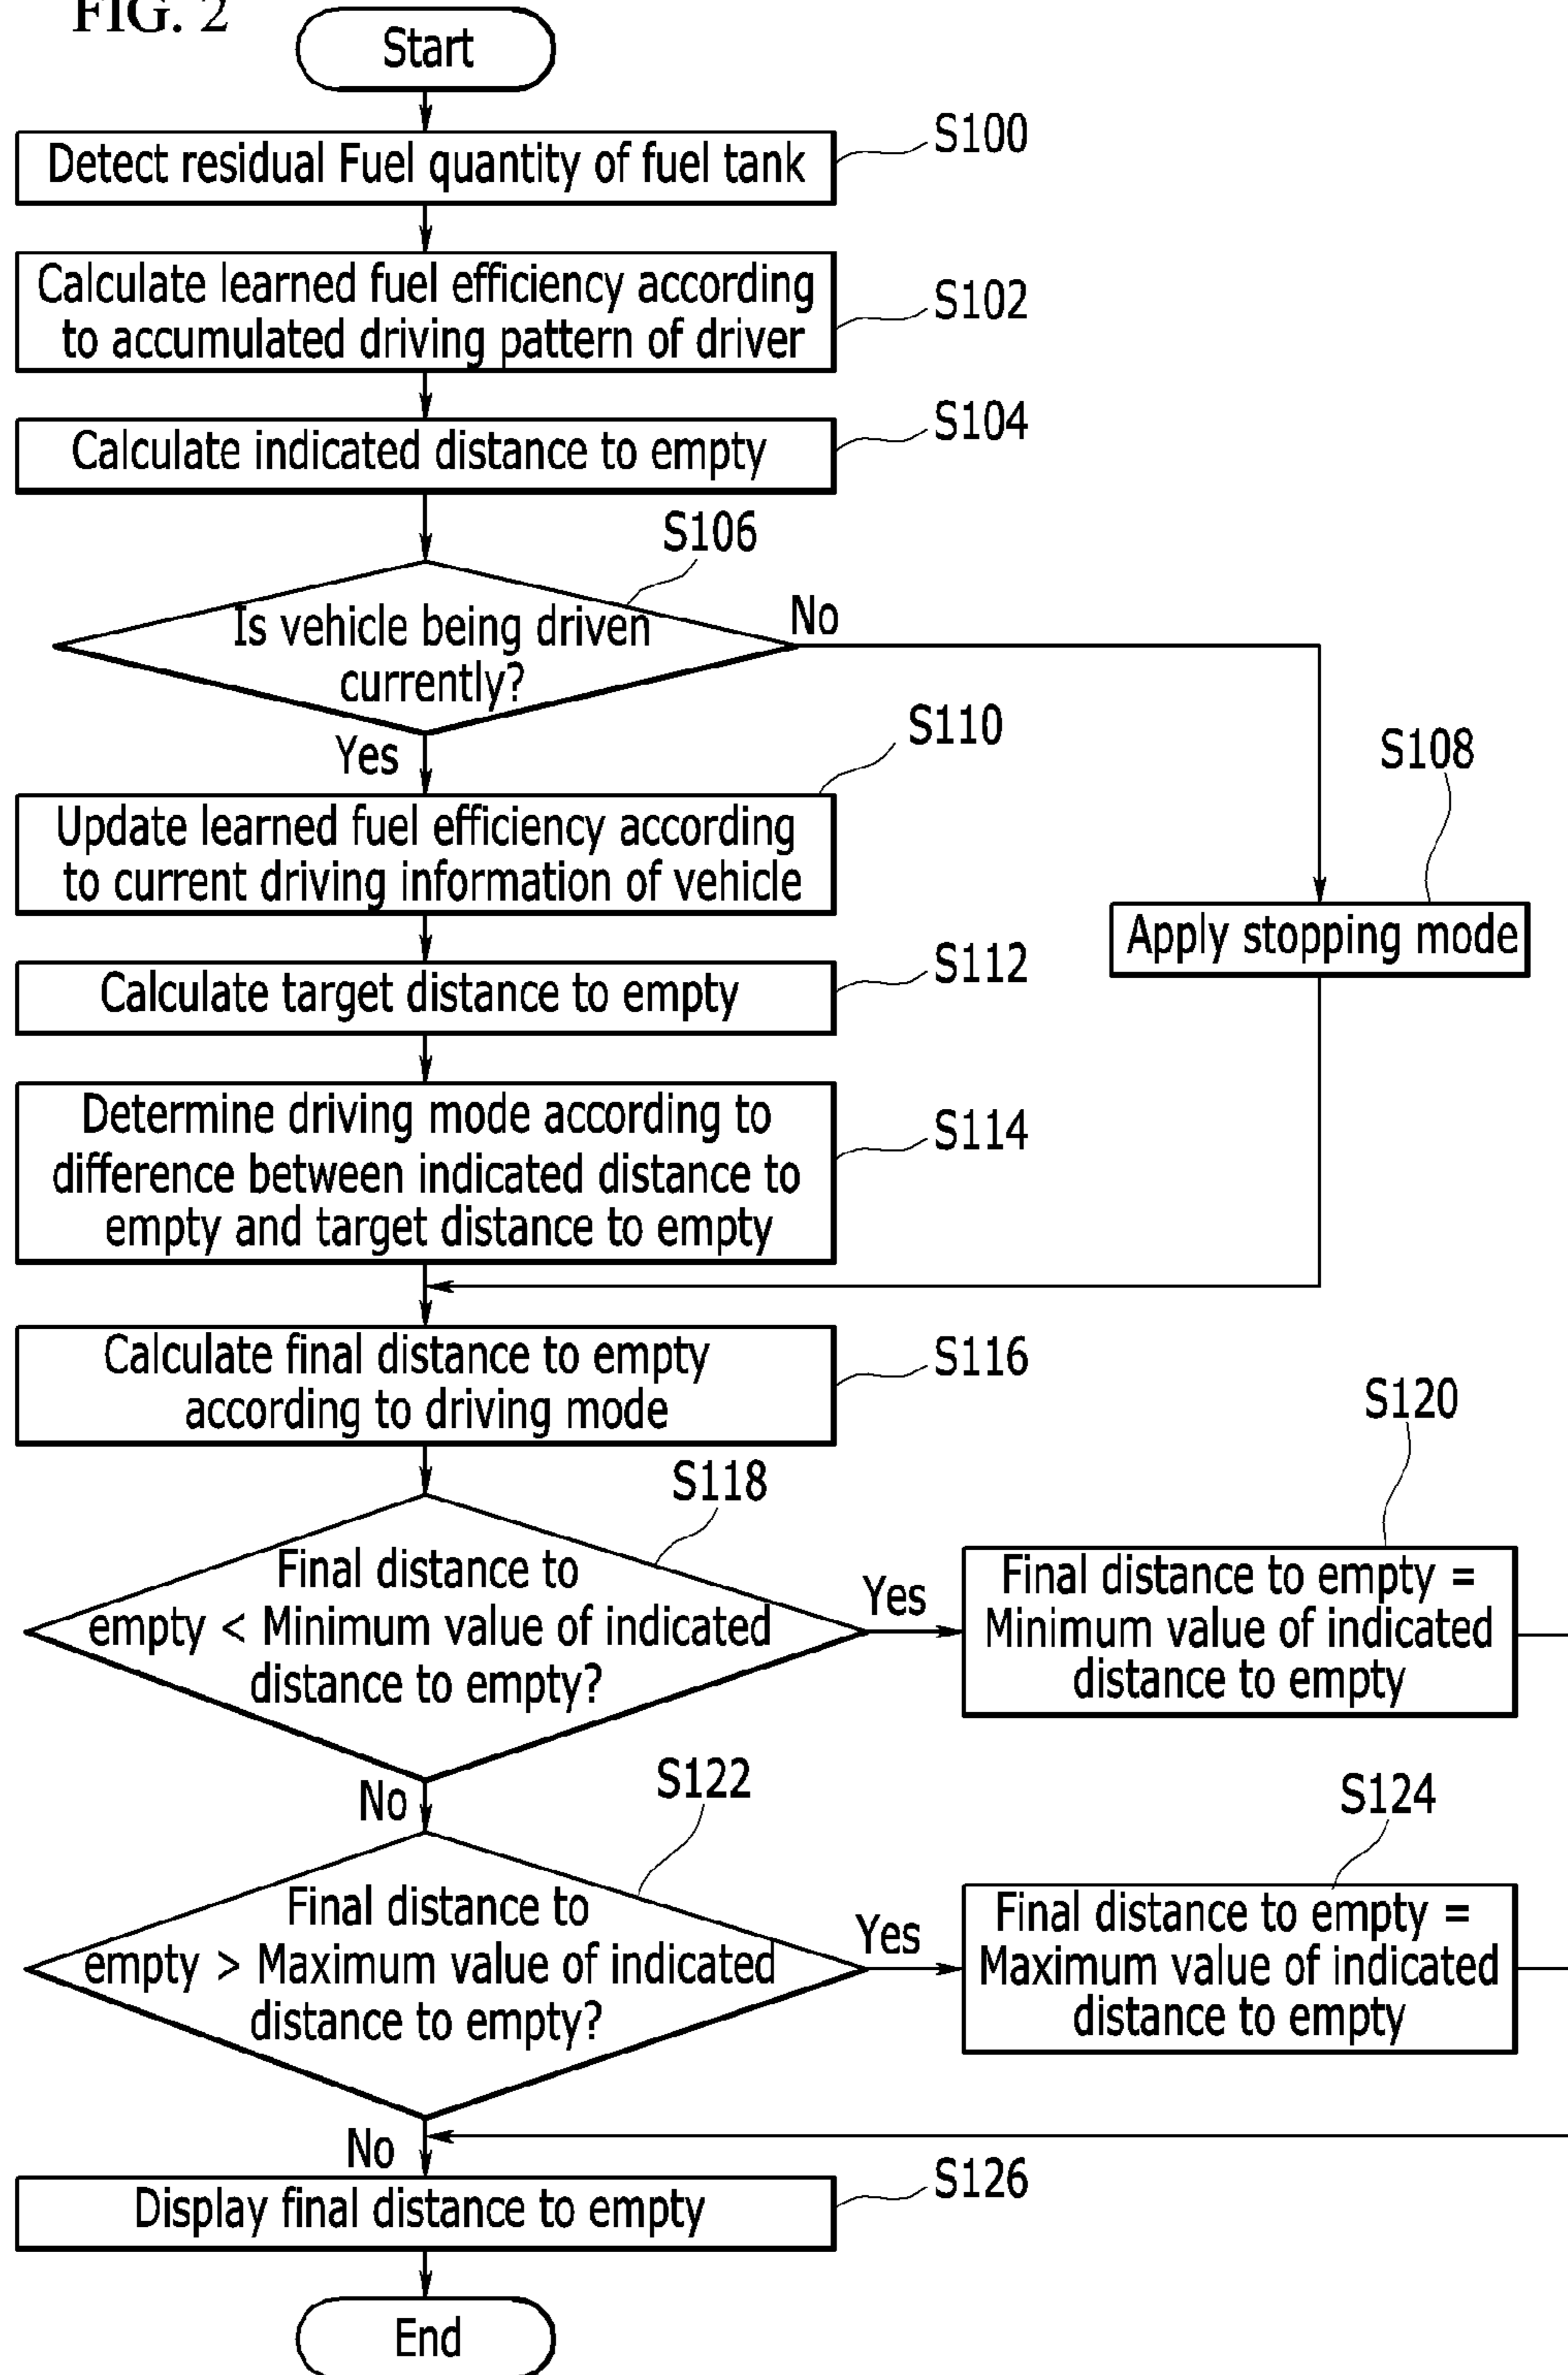 FIG. 2
Start
Detect residual Fuel quantity of fuel tank
S100
Calculate learned fuel efficiency according
to accumulated driving pattern of driver
S102
Calculate indicated distance to empty
S104
S106
Is vehicle being driven
currently?
No
Yes
S110
S108
Update learned fuel efficiency according
to current driving information of vehicle
Apply stopping mode
Calculate target distance to empty
S112
Determine driving mode according to
difference between indicated distance to
empty and target distance to empty
S114
Calculate final distance to empty
according to driving mode
S116
S118
S120
Final distance to
empty < Minimum value of indicated
distance to empty?
Yes
Final distance to empty =
Minimum value of indicated
distance to empty
No
S122
S124
Final distance to
empty > Maximum value of indicated
distance to empty?
Yes
Final distance to empty =
Maximum value of indicated
distance to empty
No
Display final distance to empty
S126
End